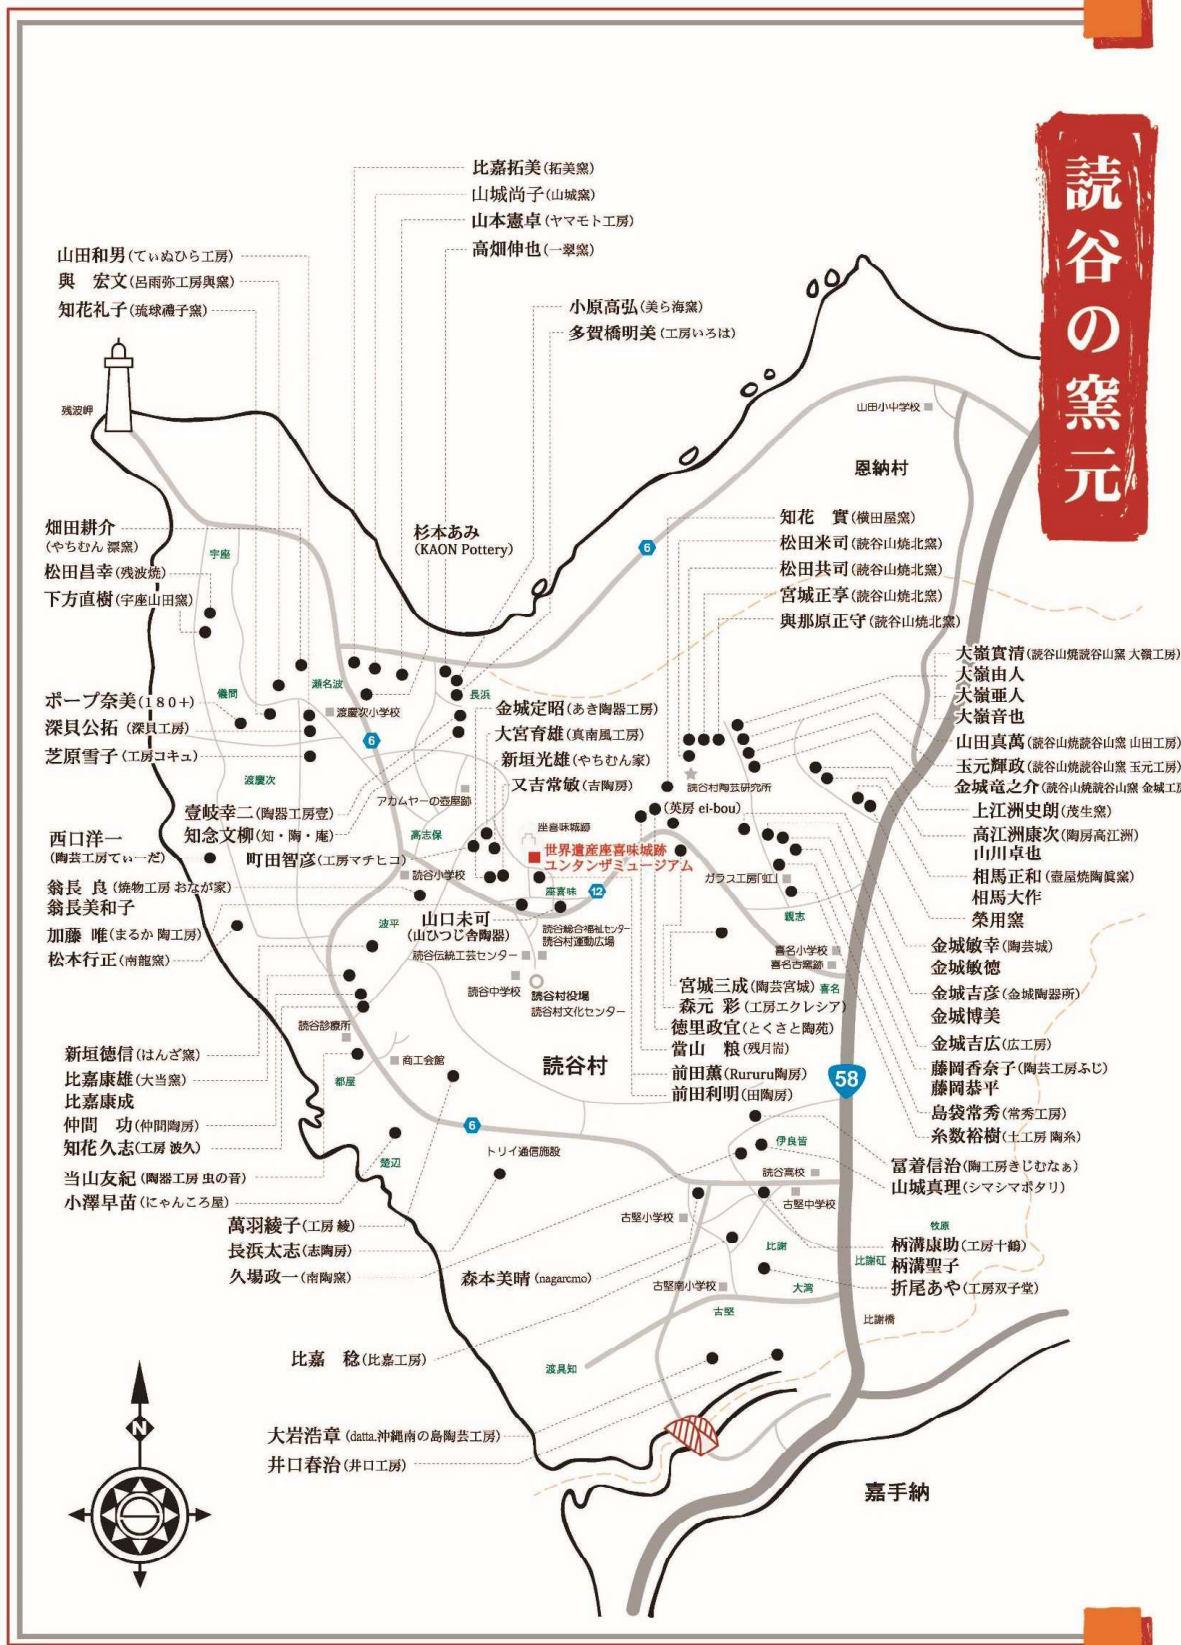 読谷の窯元
比嘉拓美(拓美窯)
山城尚子(山城窯)
山本憲卓(ヤマモト工房)
高畑伸也(一翠窯)
山田和男(てぃぬひら工房)
與　宏文(呂雨弥工房與窯)
知花礼子(琉球禮子窯)
小原高弘(美ら海窯)
多賀橋明美(工房いろは)
残波岬
山田小中学校
恩納村
畑田耕介
(やちむん 漂窯)
松田昌幸(残波焼)
下方直樹(宇座山田窯)
宇座
杉本あみ
(KAON Pottery)
6
知花　實(横田屋窯)
松田米司(読谷山焼北窯)
松田共司(読谷山焼北窯)
宮城正享(読谷山焼北窯)
與那原正守(読谷山焼北窯)
大嶺實清(読谷山焼読谷山窯 大嶺工房)
大嶺由人
大嶺亜人
大嶺音也
山田真萬(読谷山焼読谷山窯 山田工房)
玉元輝政(読谷山焼読谷山窯 玉元工房)
金城竜之介(読谷山焼読谷山窯 金城工房
上江洲史朗(茂生窯)
高江洲康次(陶房高江洲)
山川卓也
相馬正和(壺屋焼陶眞窯)
相馬大作
榮用窯
ポープ奈美(180+)
深貝公拓(深貝工房)
芝原雪子(工房コキュ)
儀間
瀬名波
渡慶次小学校
長浜
6
渡慶次
金城定昭(あき陶器工房)
大宮育雄(真南風工房)
新垣光雄(やちむん家)
又吉常敏(吉陶房)
アカムヤーの壺屋跡
読谷村陶芸研究所
(英房 ei-bou)
壹岐幸二(陶器工房壹)
知念文柳(知・陶・庵)
高志保
座喜味城跡
世界遺産座喜味城跡
ユンタンザミュージアム
西口洋一
(陶芸工房てぃーだ)
町田智彦(工房マチヒコ)
読谷小学校
座喜味
12
ガラス工房「虹」
親志
翁長 良(焼物工房 おなが家)
翁長美和子
加藤 唯(まるか 陶工房)
松本行正(南龍窯)
波平
山口未可
(山ひつじ舎陶器)
読谷総合福祉センター
読谷村運動広場
読谷伝統工芸センター
読谷中学校
読谷村役場
読谷村文化センター
喜名小学校
喜名古窯跡
喜名
宮城三成(陶芸宮城)
森元 彩(工房エクレシア)
徳里政宜(とくさと陶苑)
當山　粮(残月嵩)
前田薫(Rururu陶房)
前田利明(田陶房)
金城敏幸(陶芸城)
金城敏徳
金城吉彦(金城陶器所)
金城博美
金城吉広(広工房)
藤岡香奈子(陶芸工房ふじ)
藤岡恭平
島袋常秀(常秀工房)
糸数裕樹(土工房 陶糸)
読谷診療所
商工会館
都屋
読谷村
58
新垣徳信(はんざ窯)
比嘉康雄(大当窯)
比嘉康成
仲間　功(仲間陶房)
知花久志(工房 波久)
当山友紀(陶器工房 虫の音)
小澤早苗(にゃんころ屋)
6
楚辺
トリイ通信施設
伊良皆
読谷高校
古堅中学校
冨着信治(陶工房きじむなぁ)
山城真理(シマシマポタリ)
萬羽綾子(工房 綾)
長浜太志(志陶房)
久場政一(南陶窯)
森本美晴(nagaremo)
古堅小学校
比謝
牧原
比謝矼
柄溝康助(工房十鶴)
柄溝聖子
折尾あや(工房双子堂)
古堅南小学校
大湾
古堅
比謝橋
比嘉　稔(比嘉工房)
渡具知
大岩浩章(datta.沖縄南の島陶芸工房)
井口春治(井口工房)
嘉手納
N